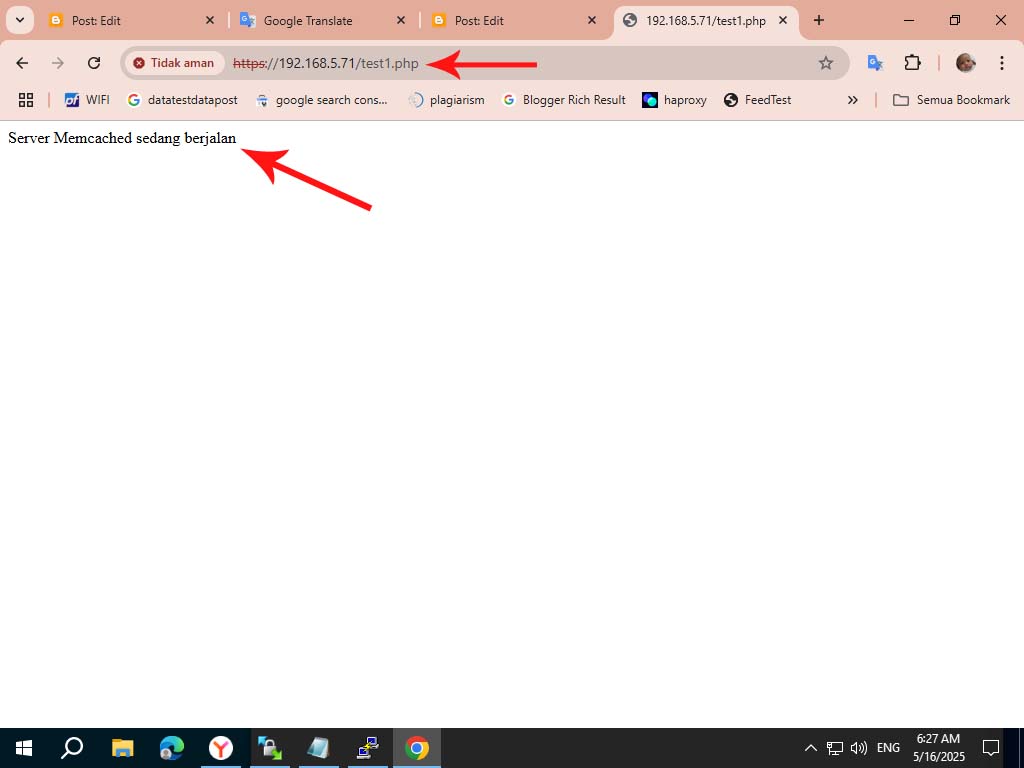 Post: Edit
Google Translate
Post: Edit
192.168.5.71/test1.php
Tidak aman
https://192.168.5.71/test1.php
WIFI
datatestdatapost
google search cons...
plagiarism
Blogger Rich Result
haproxy
FeedTest
Semua Bookmark
Server Memcached sedang berjalan
ENG
6:27 AM
5/16/2025